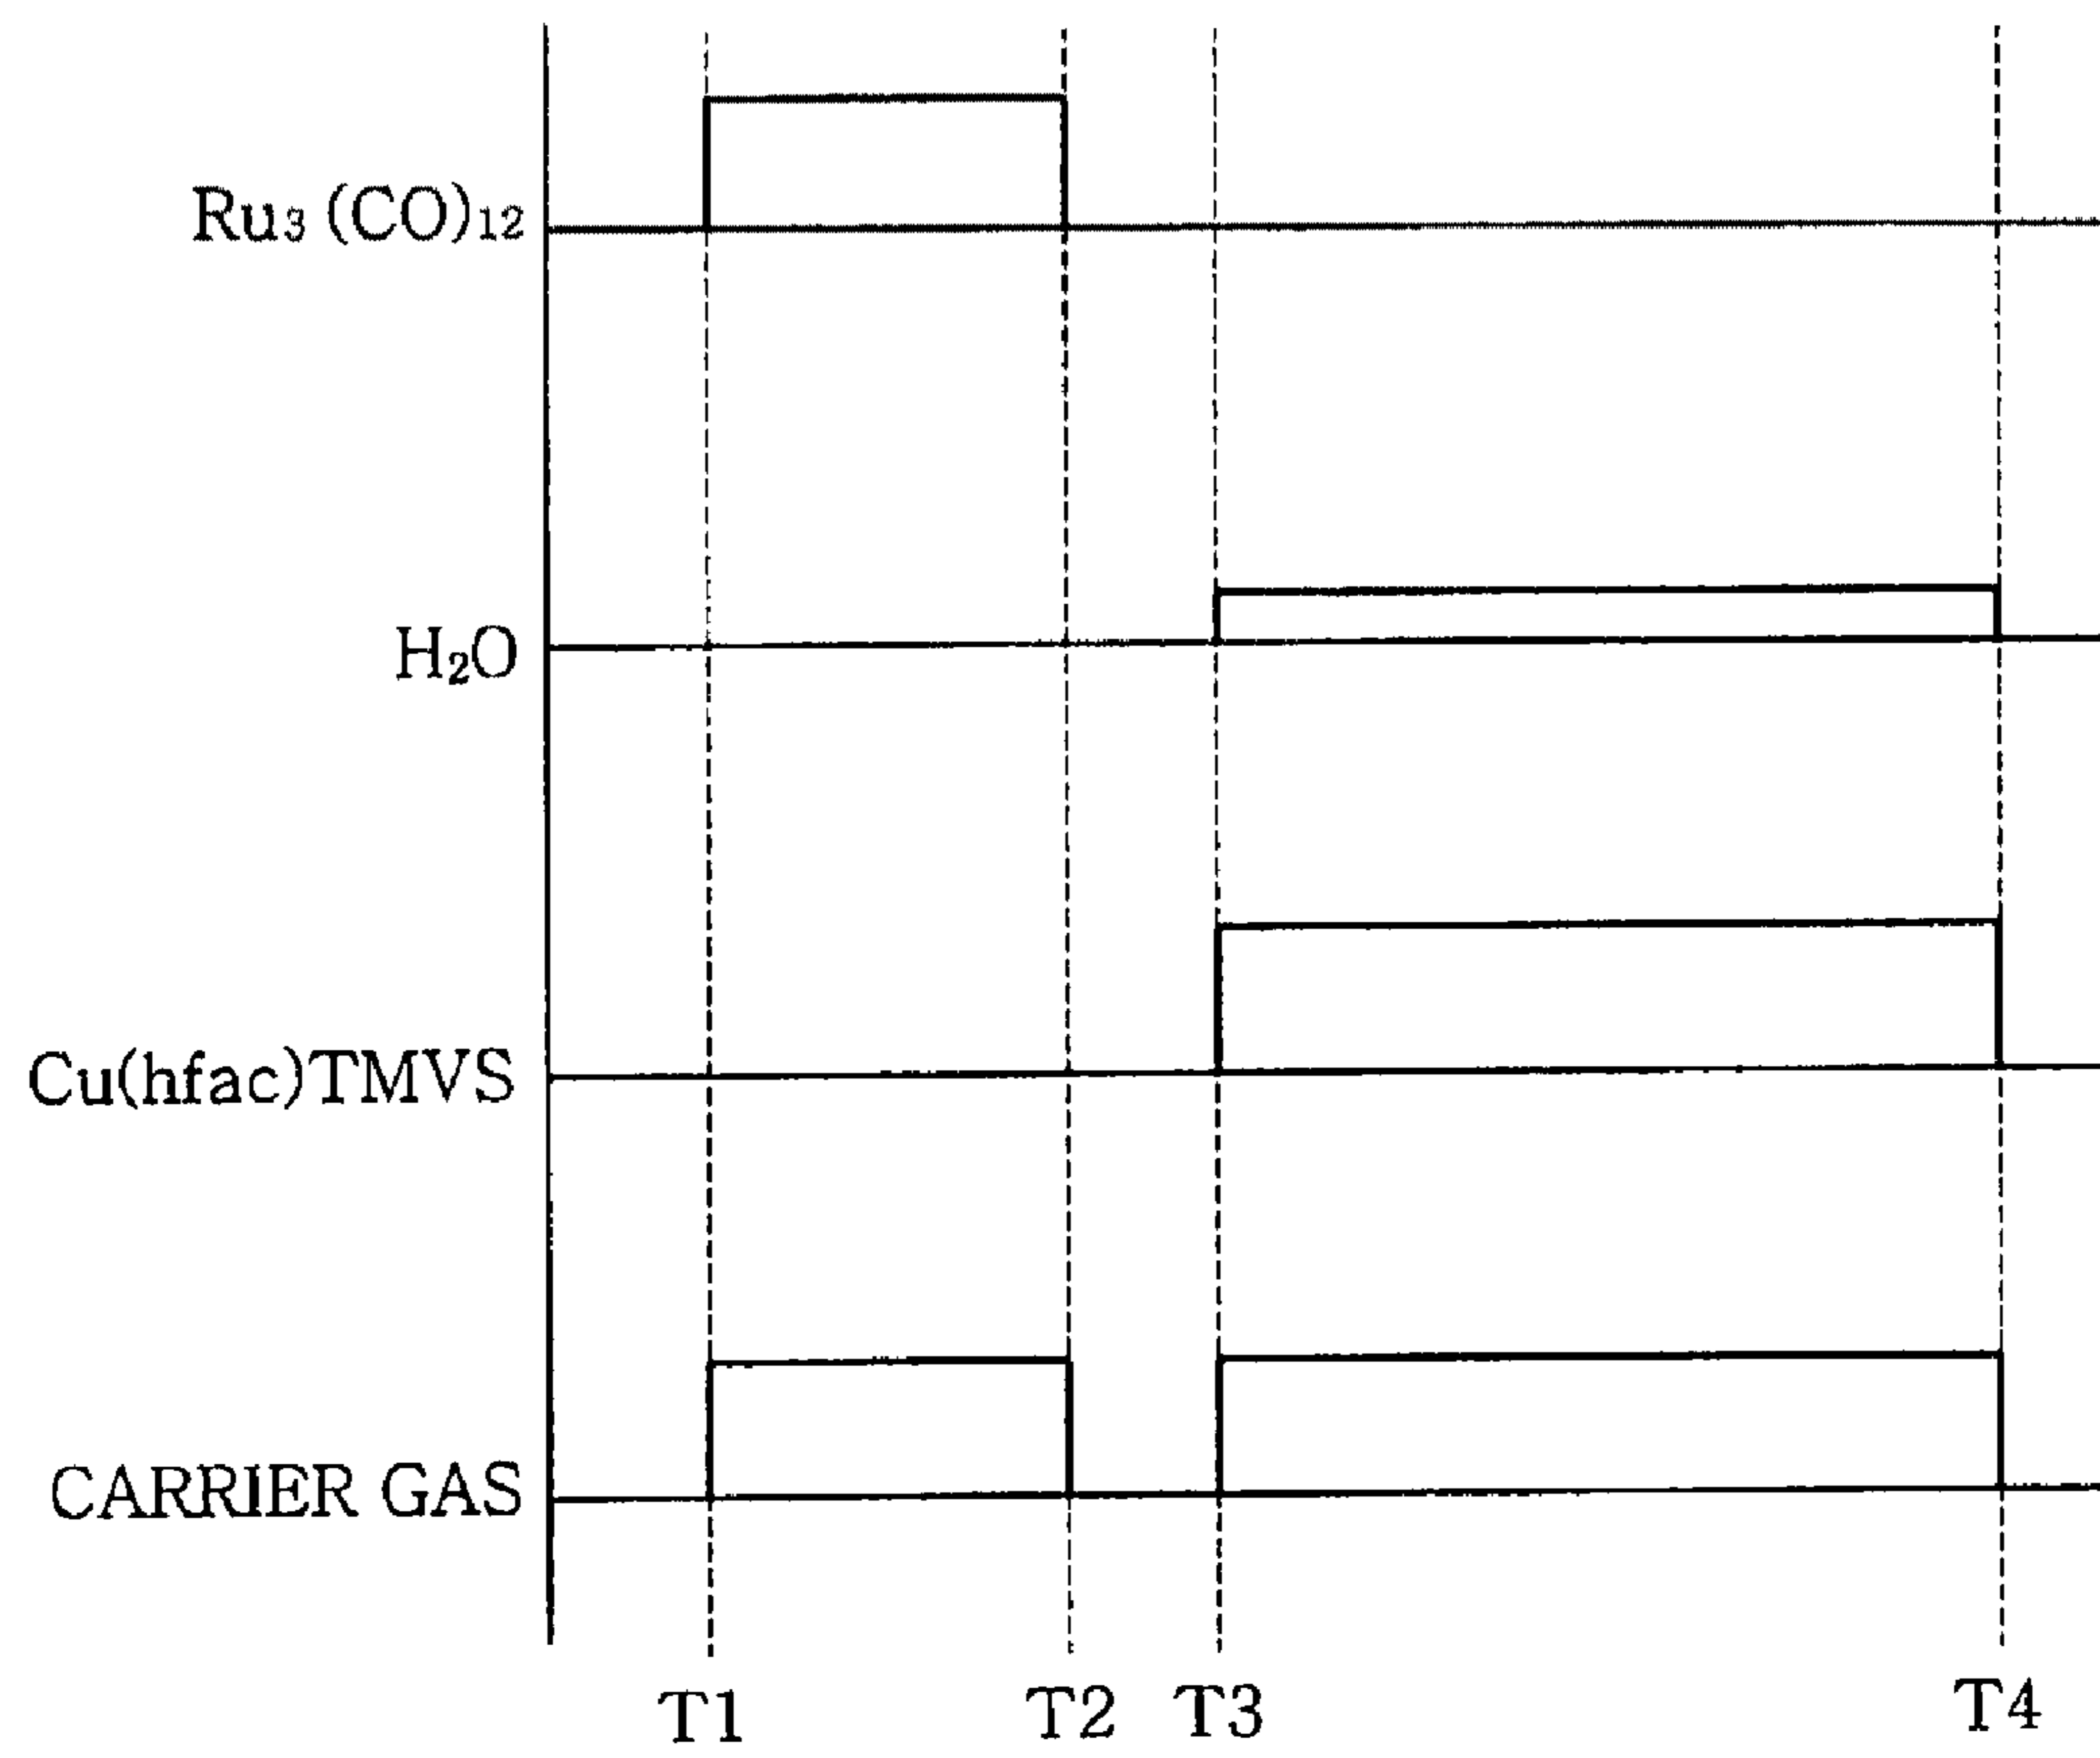 Ru₃(CO)₁₂
H₂O
Cu(hfac)TMVS
CARRIER GAS
T1 T2 T3 T4